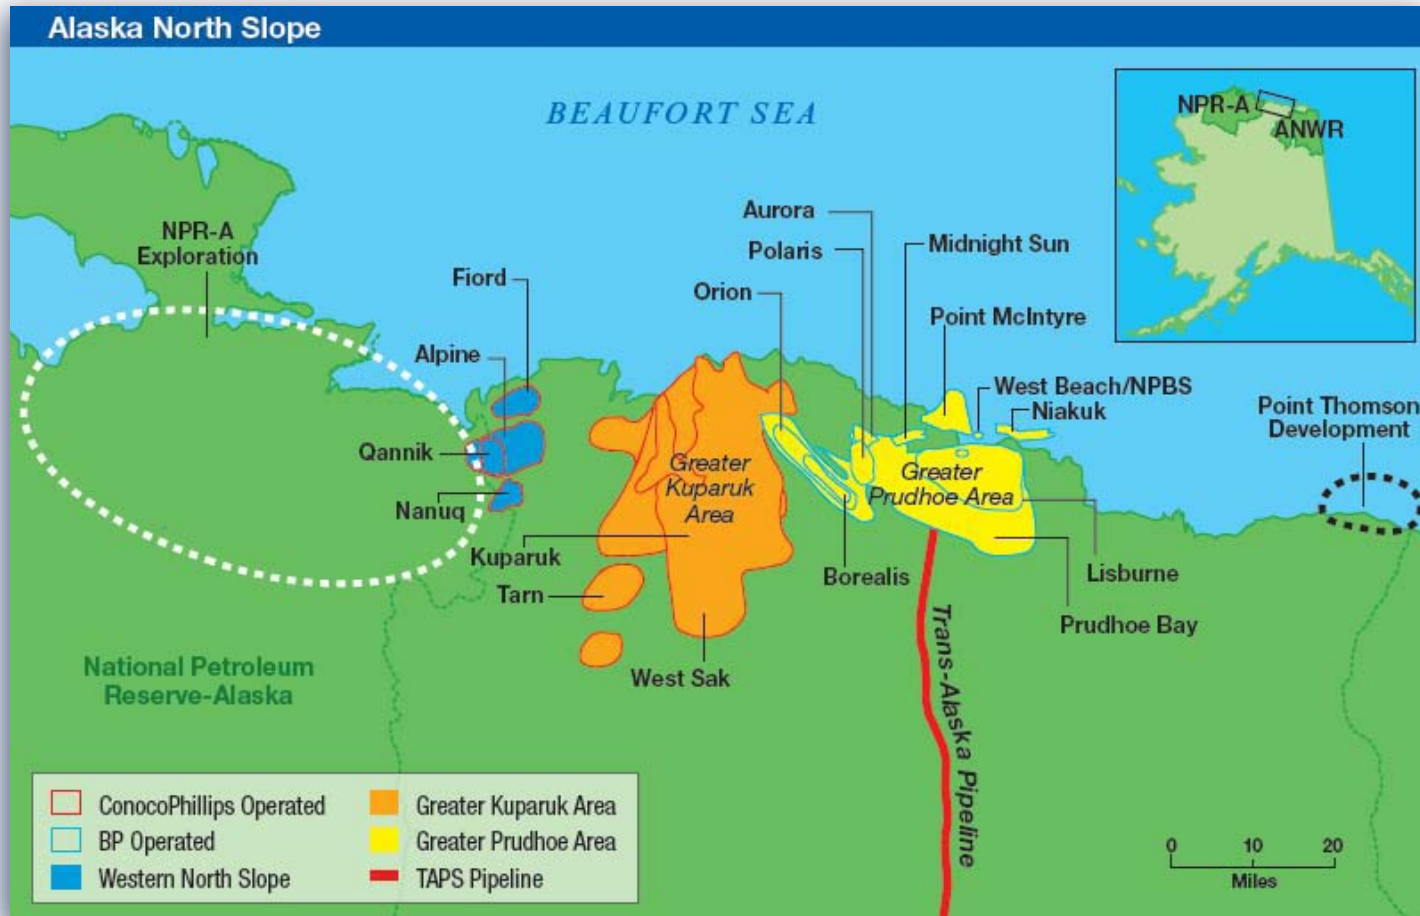 Alaska North Slope
BEAUFORT SEA
NPR-A
ANWR
NPR-A
Exploration
Fiord
Alpine
Qannik
Nanuq
Kuparuk
Tarn
West Sak
Greater
Kuparuk
Area
Orion
Polaris
Aurora
Midnight Sun
Point McIntyre
West Beach/NPBS
Niakuk
Point Thomson
Development
Greater
Prudhoe Area
Borealis
Lisburne
Prudhoe Bay
Trans-Alaska Pipeline
National Petroleum
Reserve-Alaska
ConocoPhillips Operated
BP Operated
Western North Slope
Greater Kuparuk Area
Greater Prudhoe Area
TAPS Pipeline
0 10 20
Miles